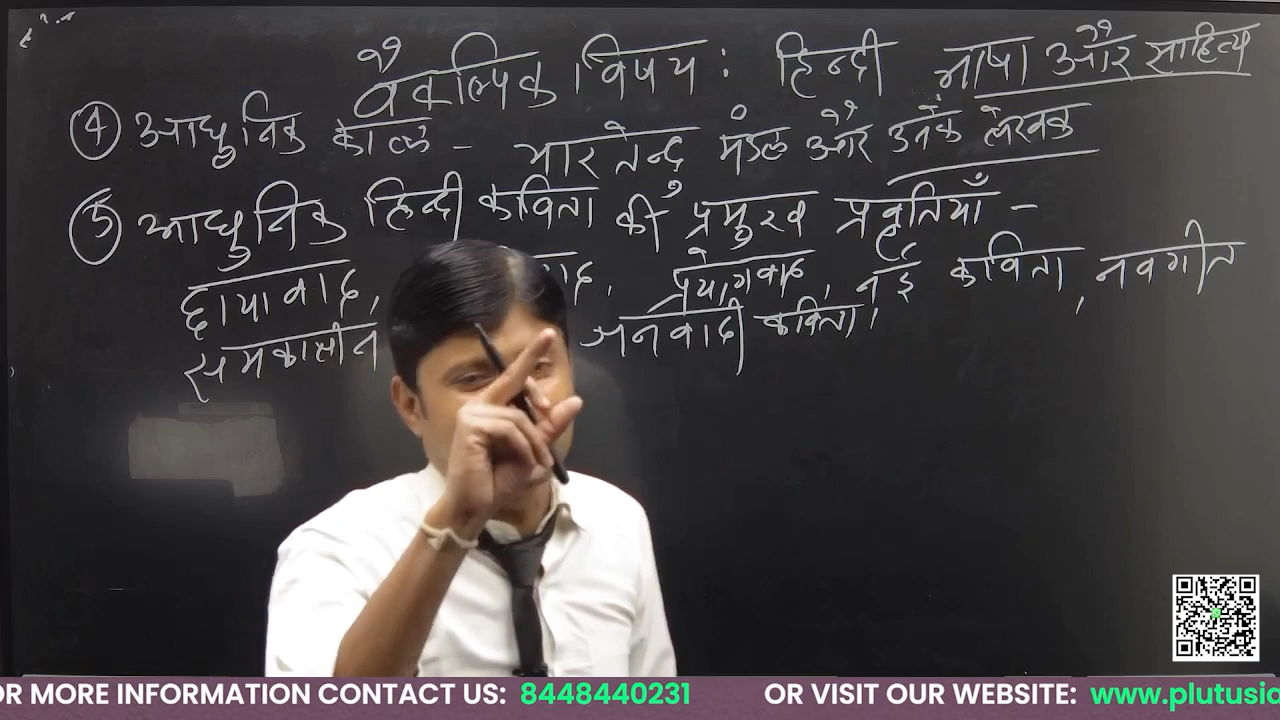 वैकल्पिक विषय: हिन्दी भाषा और साहित्य
④ आधुनिक काल - भारतेन्दु मंडल और उनके लेखक
⑤ आधुनिक हिन्दी कविता की प्रमुख प्रवृतियाँ -
छायावाद, प्रयोगवाद, नई कविता, नवगीत
समकालीन जनवादी कविता।
OR MORE INFORMATION CONTACT US: 8448440231 OR VISIT OUR WEBSITE: www.plutusia